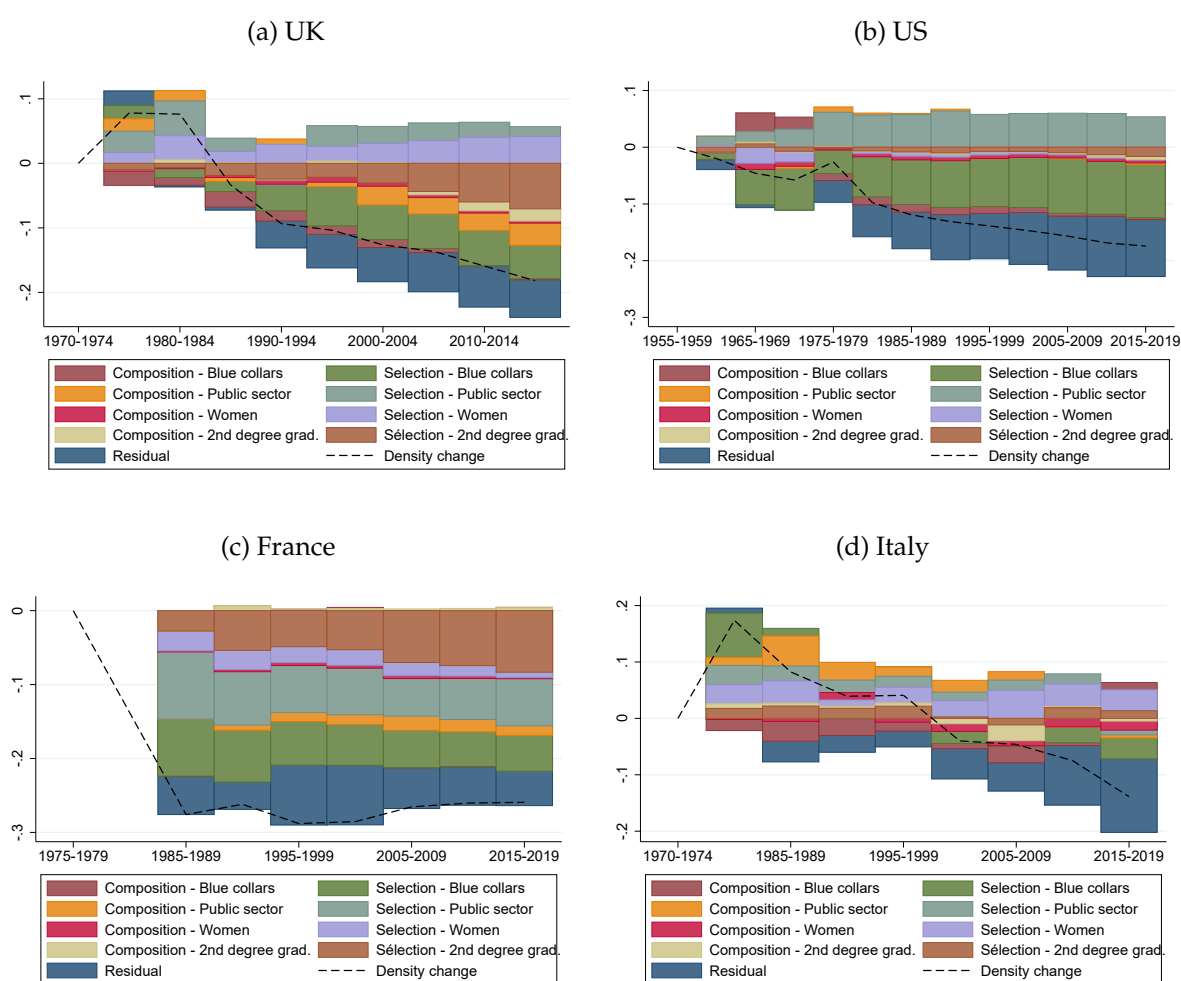 (a) UK
(b) US
.1
0
-.1
-.2
1970-1974 1980-1984 1990-1994 2000-2004 2010-2014
Composition - Blue collars Selection - Blue collars
Composition - Public sector Selection - Public sector
Composition - Women Selection - Women
Composition - 2nd degree grad. Sélection - 2nd degree grad.
Residual Density change
.1
0
-.1
-.2
-.3
1955-1959 1965-1969 1975-1979 1985-1989 1995-1999 2005-2009 2015-2019
Composition - Blue collars Selection - Blue collars
Composition - Public sector Selection - Public sector
Composition - Women Selection - Women
Composition - 2nd degree grad. Sélection - 2nd degree grad.
Residual Density change
(c) France
(d) Italy
0
-.1
-.2
-.3
1975-1979 1985-1989 1995-1999 2005-2009 2015-2019
Composition - Blue collars Selection - Blue collars
Composition - Public sector Selection - Public sector
Composition - Women Selection - Women
Composition - 2nd degree grad. Sélection - 2nd degree grad.
Residual Density change
.2
.1
0
-.1
-.2
1970-1974 1985-1989 1995-1999 2005-2009 2015-2019
Composition - Blue collars Selection - Blue collars
Composition - Public sector Selection - Public sector
Composition - Women Selection - Women
Composition - 2nd degree grad. Sélection - 2nd degree grad.
Residual Density change